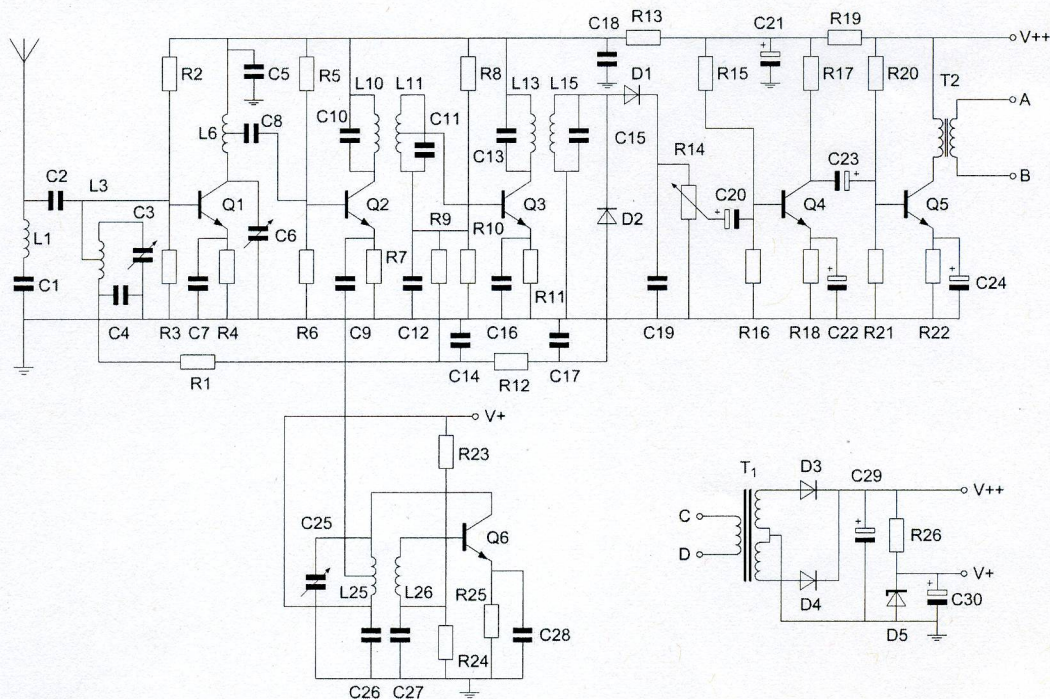 C18 R13 C21 R19
V++
R2 C5 R5 L10 L11 R8 L13 L15 D1 R15 R17 R20 T2
C10 C11 C13 C15
A
L6 C8
R14
C23
C2 L3
B
C3 Q1 C6 Q2 R9 R10 Q3 D2 C20 Q4 Q5
L1
R7
C1 R11 C24
C4 R3 C7 R4 R6 C9 C12 C16 C19 R16 R18 C22 R21 R22
R1 C14 R12 C17
V+
R23
C25 Q6
L25 L26 R25
R24 C28
C26 C27
T1 D3 C29
V++
C
R26
D
V+
D4 D5 C30